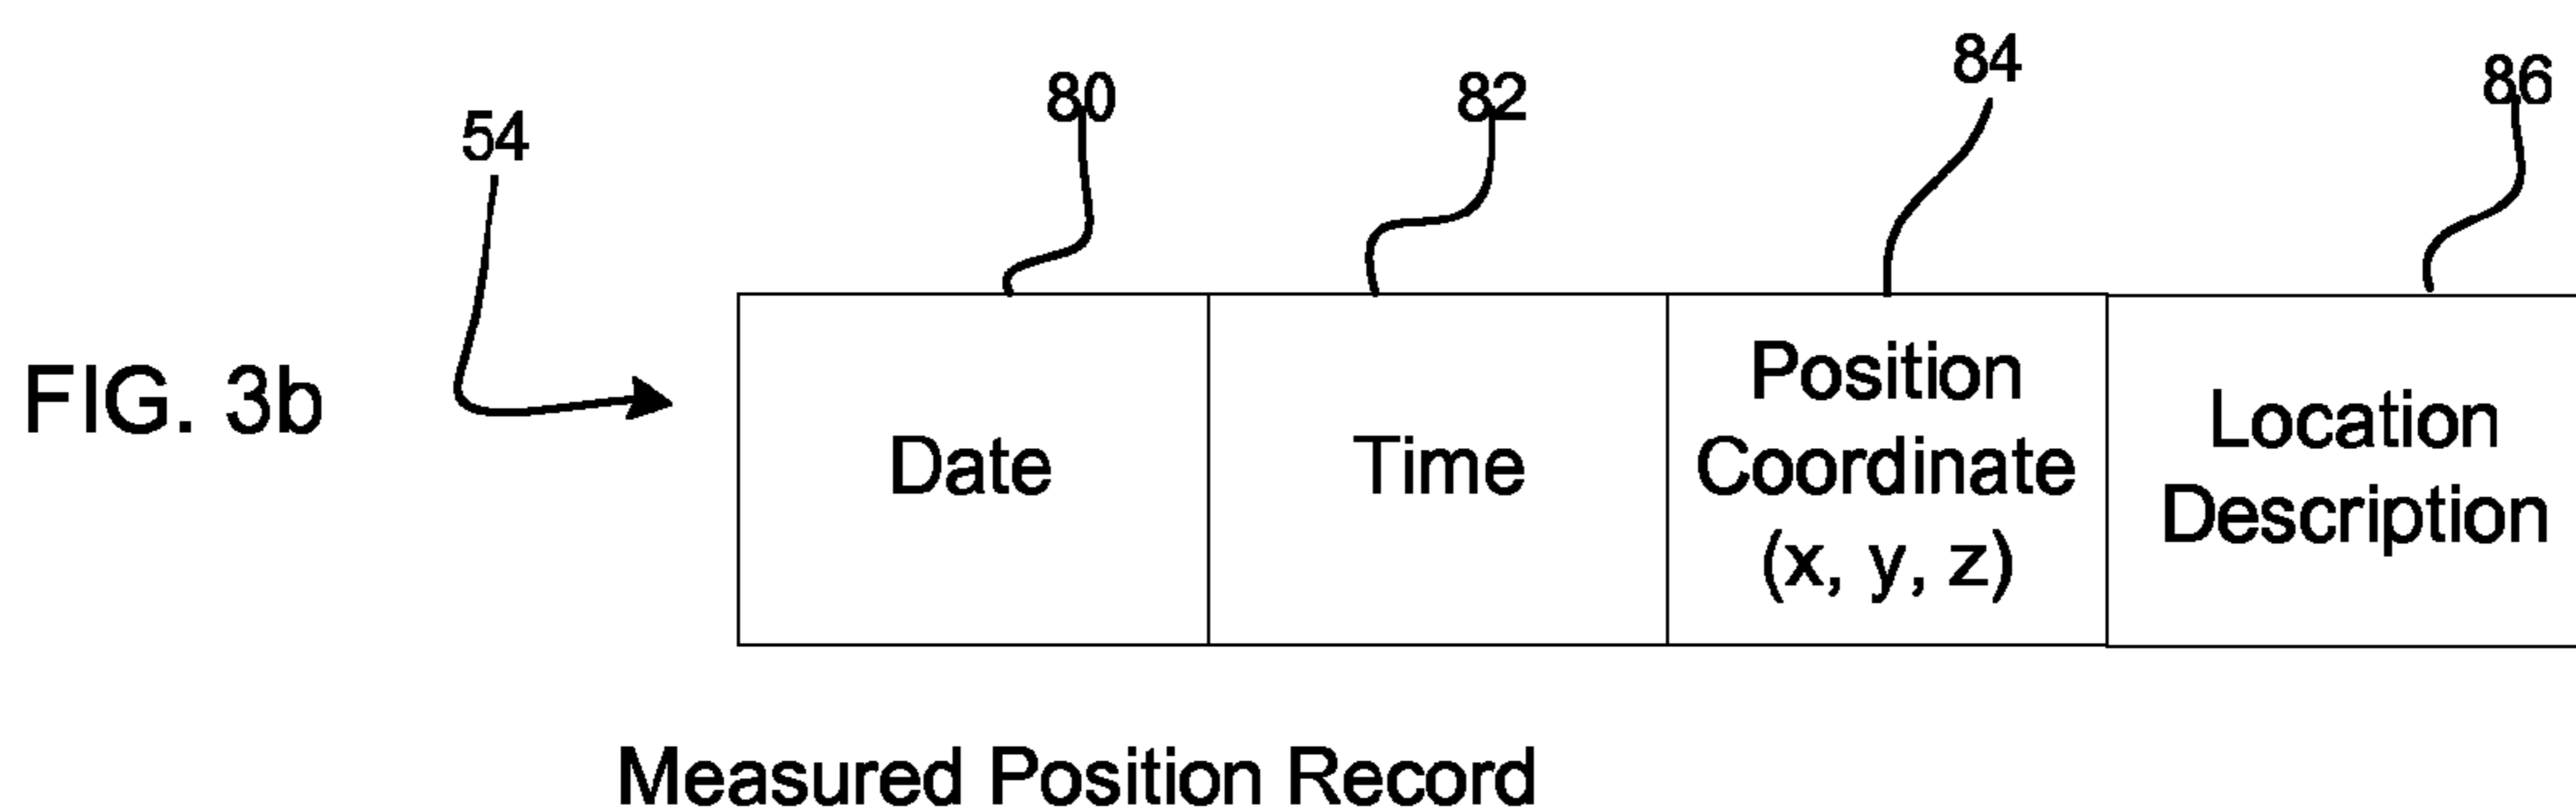 84
80
82
86
54
FIG. 3b
Date
Time
Position
Coordinate
(x, y, z)
Location
Description
Measured Position Record